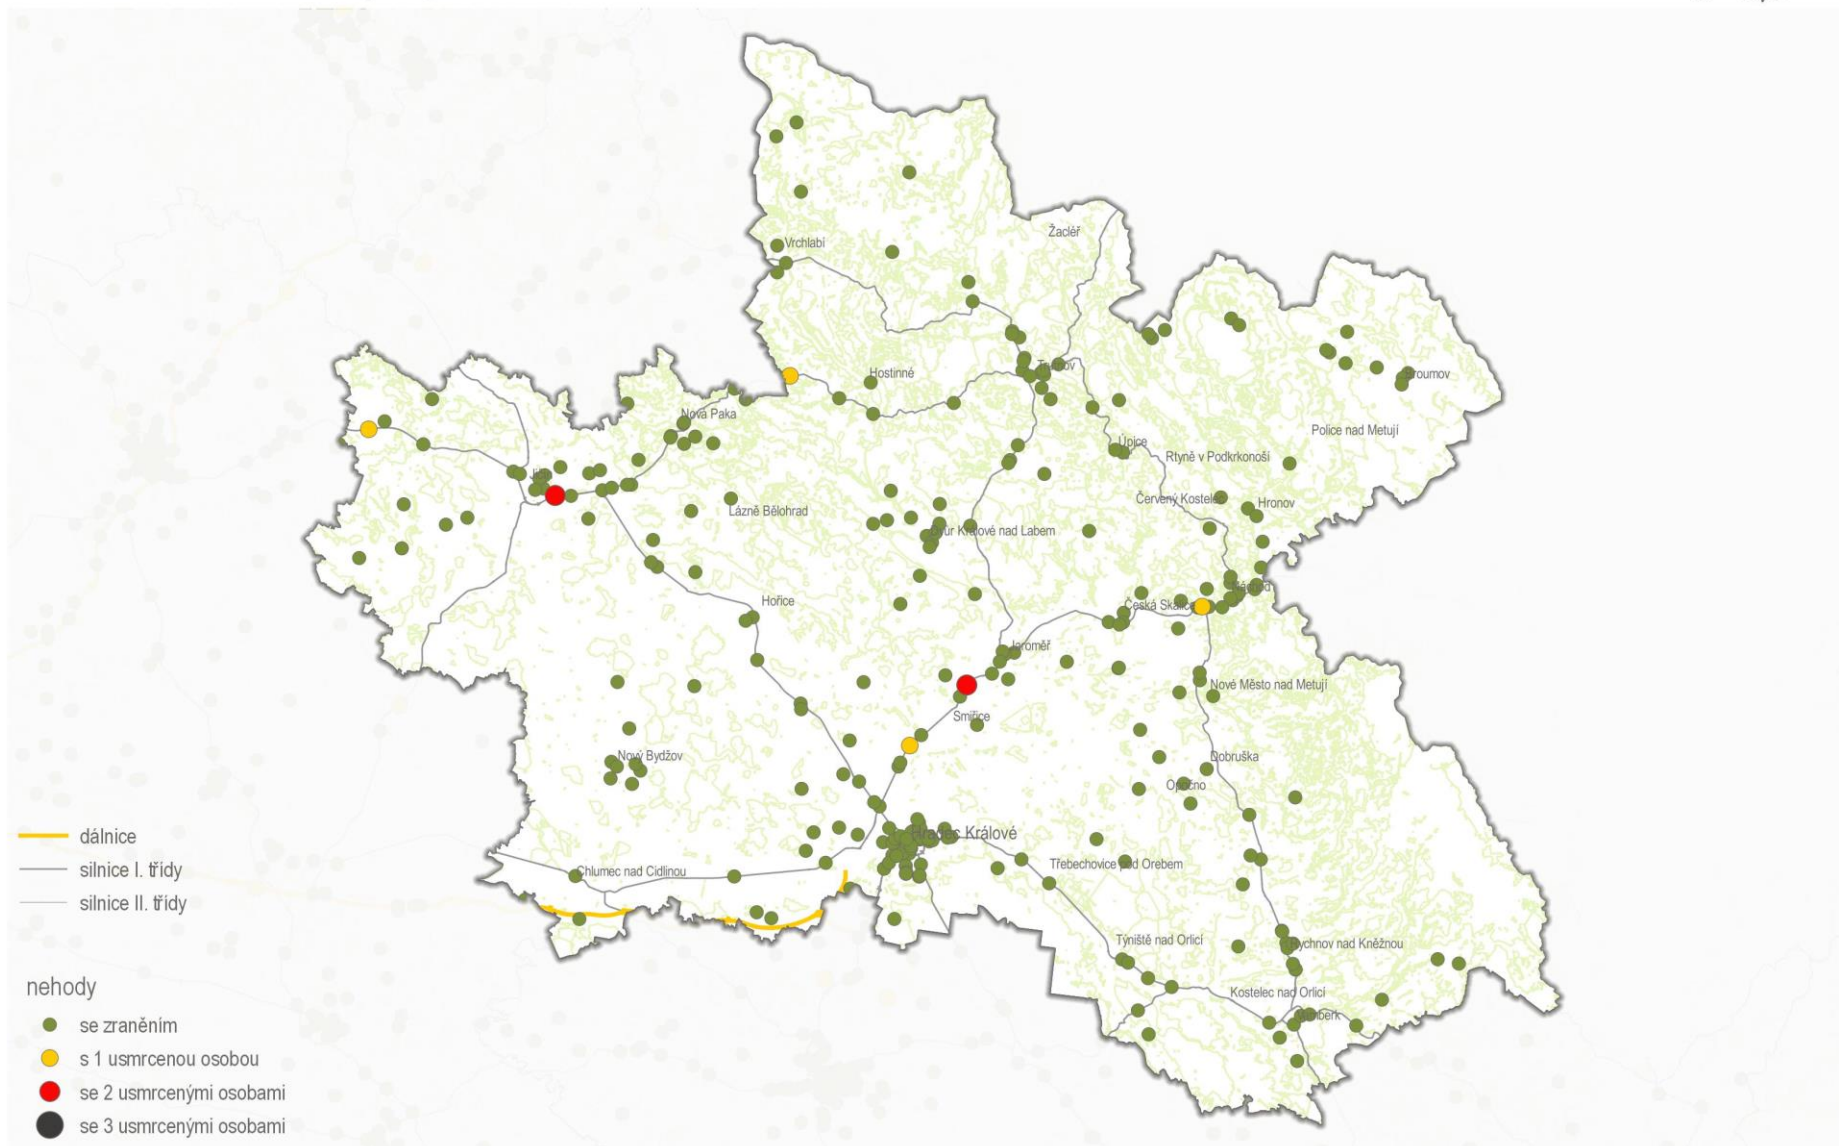 Žacléř
Vrchlabí
Hostinné
Trutnov
Broumov
Nová Paka
Police nad Metují
Úpice
Rtyně v Podkrkonoší
Lázně Bělohrad
Červený Kostelec
Hronov
Dvůr Králové nad Labem
Náchod
Hořice
Česká Skalice
Jaroměř
Nové Město nad Metují
Smiřice
Nový Bydžov
Dobruška
Opočno
Hradec Králové
Třebechovice pod Orebem
Chlumec nad Cidlinou
Týniště nad Orlicí
Rychnov nad Kněžnou
Kostelec nad Orlicí
dálnice
silnice I. třídy
silnice II. třídy
nehody
se zraněním
s 1 usmrcenou osobou
se 2 usmrcenými osobami
se 3 usmrcenými osobami